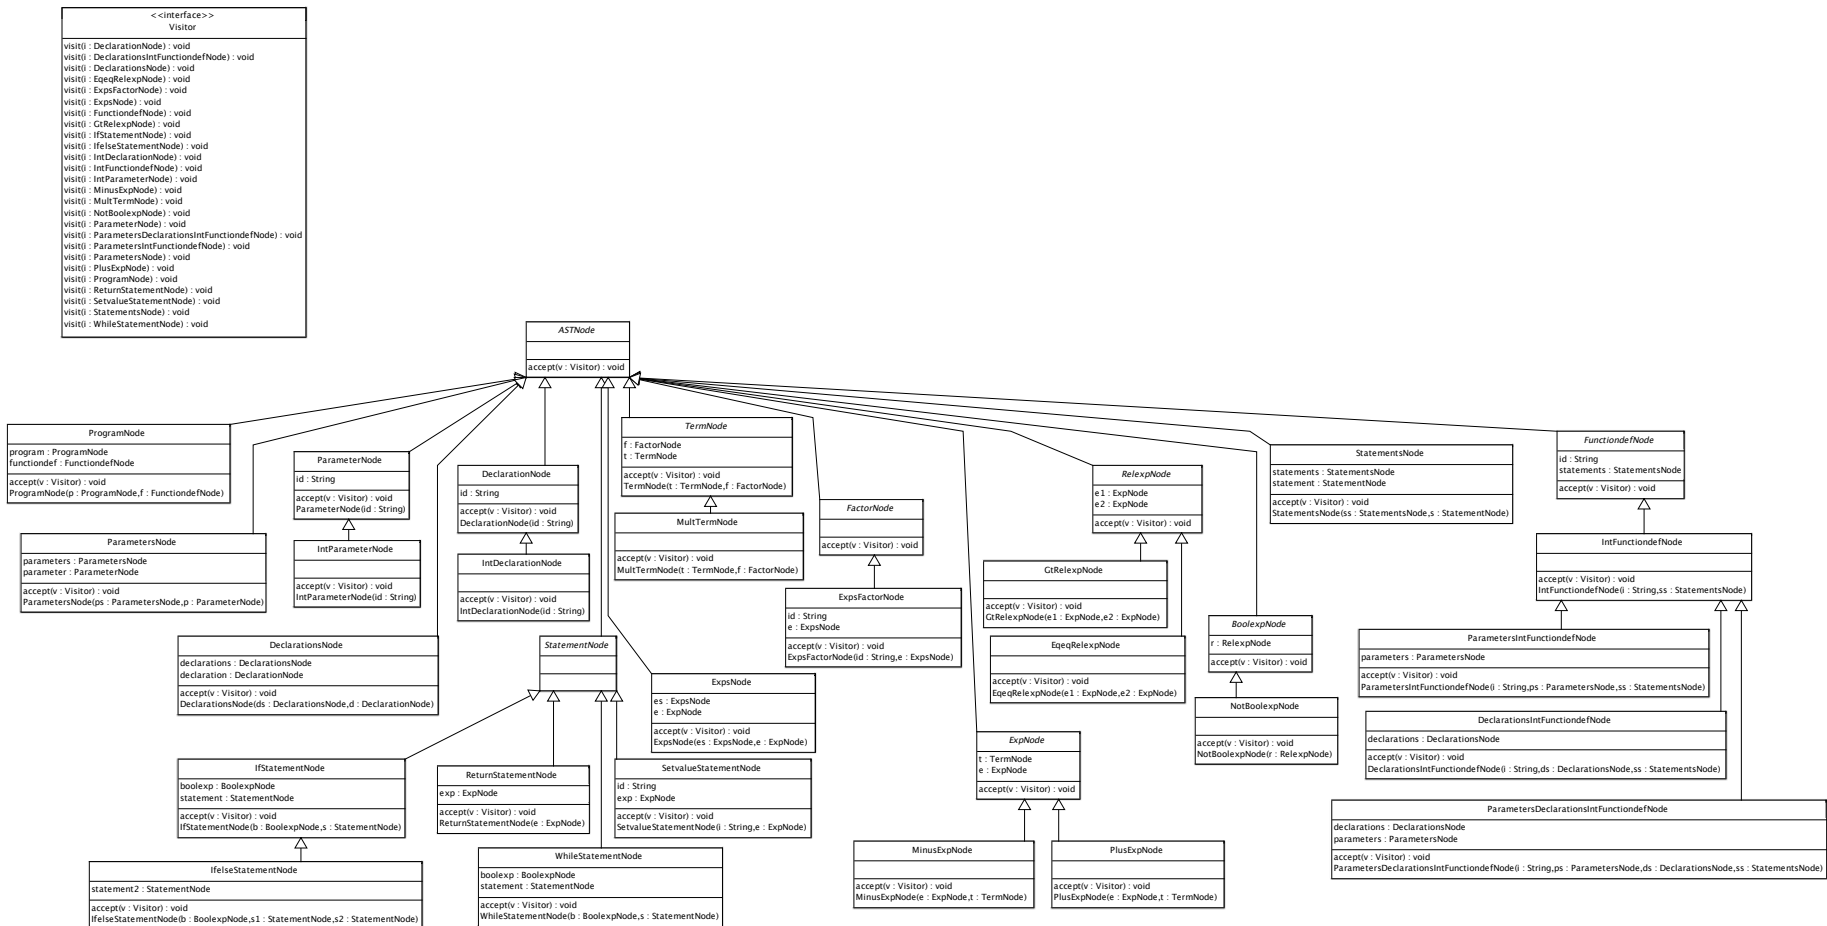 <<interface>>
Visitor
visit(i : DeclarationNode) : void
visit(i : DeclarationsIntFunctiondefNode) : void
visit(i : DeclarationsNode) : void
visit(i : EqeqRelexpNode) : void
visit(i : ExpsFactorNode) : void
visit(i : ExpsNode) : void
visit(i : FunctiondefNode) : void
visit(i : GtRelexpNode) : void
visit(i : IfStatementNode) : void
visit(i : IfelseStatementNode) : void
visit(i : IntDeclarationNode) : void
visit(i : IntFunctiondefNode) : void
visit(i : IntParameterNode) : void
visit(i : MinusExpNode) : void
visit(i : MultTermNode) : void
visit(i : NotBoolexpNode) : void
visit(i : ParameterNode) : void
visit(i : ParametersDeclarationsIntFunctiondefNode) : void
visit(i : ParametersIntFunctiondefNode) : void
visit(i : ParametersNode) : void
visit(i : PlusExpNode) : void
visit(i : ProgramNode) : void
visit(i : ReturnStatementNode) : void
visit(i : SetvalueStatementNode) : void
visit(i : StatementsNode) : void
visit(i : WhileStatementNode) : void
ASTNode
accept(v : Visitor) : void
ProgramNode
program : ProgramNode
functiondef : FunctiondefNode
accept(v : Visitor) : void
ProgramNode(p : ProgramNode,f : FunctiondefNode)
ParameterNode
id : String
accept(v : Visitor) : void
ParameterNode(id : String)
DeclarationNode
id : String
accept(v : Visitor) : void
DeclarationNode(id : String)
TermNode
f : FactorNode
t : TermNode
accept(v : Visitor) : void
TermNode(t : TermNode,f : FactorNode)
FactorNode
accept(v : Visitor) : void
RelexpNode
e1 : ExpNode
e2 : ExpNode
accept(v : Visitor) : void
StatementsNode
statements : StatementsNode
statement : StatementNode
accept(v : Visitor) : void
StatementsNode(ss : StatementsNode,s : StatementNode)
FunctiondefNode
id : String
statements : StatementsNode
accept(v : Visitor) : void
ParametersNode
parameters : ParametersNode
parameter : ParameterNode
accept(v : Visitor) : void
ParametersNode(ps : ParametersNode,p : ParameterNode)
IntParameterNode
accept(v : Visitor) : void
IntParameterNode(id : String)
IntDeclarationNode
accept(v : Visitor) : void
IntDeclarationNode(id : String)
MultTermNode
accept(v : Visitor) : void
MultTermNode(t : TermNode,f : FactorNode)
ExpsFactorNode
id : String
e : ExpsNode
accept(v : Visitor) : void
ExpsFactorNode(id : String,e : ExpsNode)
GtRelexpNode
accept(v : Visitor) : void
GtRelexpNode(e1 : ExpNode,e2 : ExpNode)
IntFunctiondefNode
accept(v : Visitor) : void
IntFunctiondefNode(i : String,ss : StatementsNode)
DeclarationsNode
declarations : DeclarationsNode
declaration : DeclarationNode
accept(v : Visitor) : void
DeclarationsNode(ds : DeclarationsNode,d : DeclarationNode)
StatementNode
ExpsNode
es : ExpsNode
e : ExpNode
accept(v : Visitor) : void
ExpsNode(es : ExpsNode,e : ExpNode)
EqeqRelexpNode
accept(v : Visitor) : void
EqeqRelexpNode(e1 : ExpNode,e2 : ExpNode)
BoolexpNode
r : RelexpNode
accept(v : Visitor) : void
NotBoolexpNode
accept(v : Visitor) : void
NotBoolexpNode(r : RelexpNode)
ParametersIntFunctiondefNode
parameters : ParametersNode
accept(v : Visitor) : void
ParametersIntFunctiondefNode(i : String,ps : ParametersNode,ss : StatementsNode)
DeclarationsIntFunctiondefNode
declarations : DeclarationsNode
accept(v : Visitor) : void
DeclarationsIntFunctiondefNode(i : String,ds : DeclarationsNode,ss : StatementsNode)
IfStatementNode
boolexp : BoolexpNode
statement : StatementNode
accept(v : Visitor) : void
IfStatementNode(b : BoolexpNode,s : StatementNode)
ReturnStatementNode
exp : ExpNode
accept(v : Visitor) : void
ReturnStatementNode(e : ExpNode)
SetvalueStatementNode
id : String
exp : ExpNode
accept(v : Visitor) : void
SetvalueStatementNode(i : String,e : ExpNode)
ExpNode
t : TermNode
e : ExpNode
accept(v : Visitor) : void
ParametersDeclarationsIntFunctiondefNode
declarations : DeclarationsNode
parameters : ParametersNode
accept(v : Visitor) : void
ParametersDeclarationsIntFunctiondefNode(i : String,ps : ParametersNode,ds : DeclarationsNode,ss : StatementsNode)
IfelseStatementNode
statement2 : StatementNode
accept(v : Visitor) : void
IfelseStatementNode(b : BoolexpNode,s1 : StatementNode,s2 : StatementNode)
WhileStatementNode
boolexp : BoolexpNode
statement : StatementNode
accept(v : Visitor) : void
WhileStatementNode(b : BoolexpNode,s : StatementNode)
MinusExpNode
accept(v : Visitor) : void
MinusExpNode(e : ExpNode,t : TermNode)
PlusExpNode
accept(v : Visitor) : void
PlusExpNode(e : ExpNode,t : TermNode)